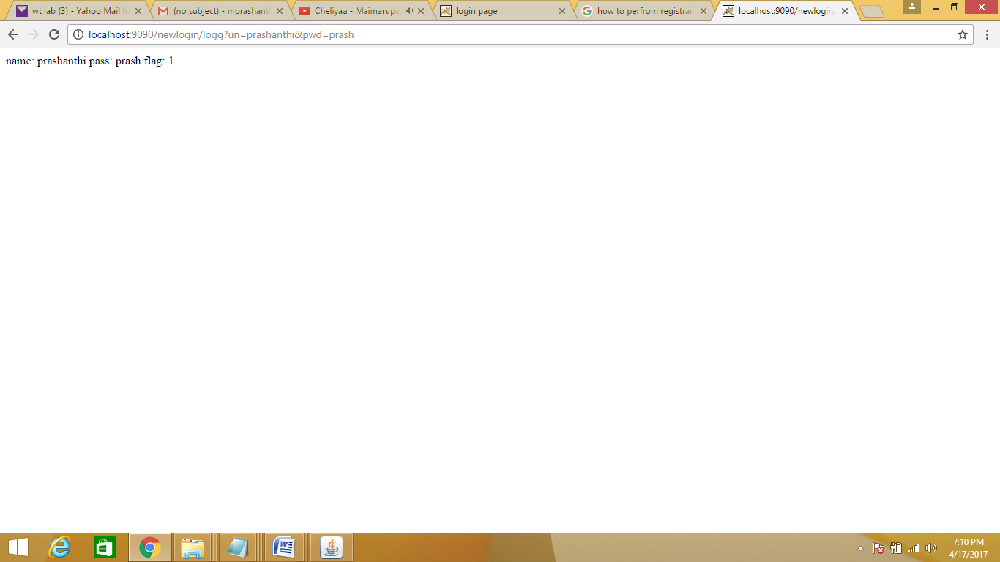 wt lab (3) - Yahoo Mail In
(no subject) - mprashanti
Cheliyaa - Maimarupa
login page
how to perfrom registrai
localhost:9090/newlogin
localhost:9090/newlogin/logg?un=prashanthi&pwd=prash
name: prashanthi pass: prash flag: 1
7:10 PM
4/17/2017